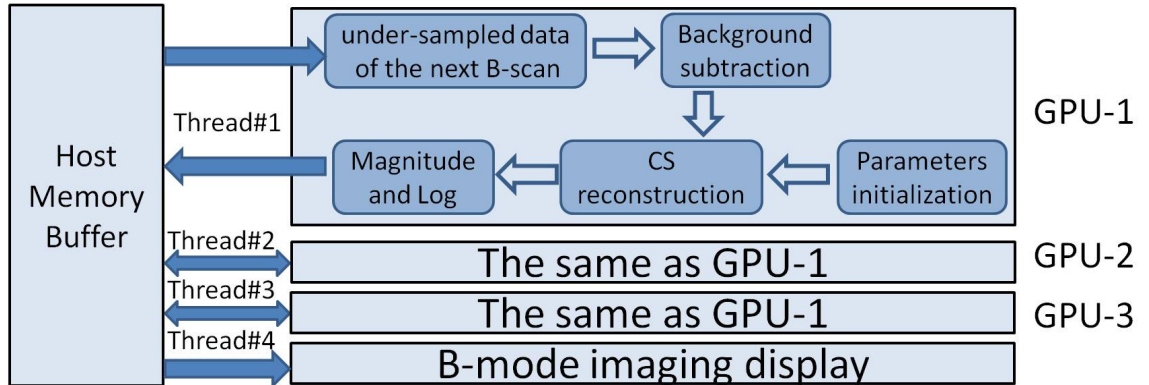 Host
Memory
Buffer
Thread#1
under-sampled data
of the next B-scan
Background
subtraction
Magnitude
and Log
CS
reconstruction
Parameters
initialization
GPU-1
Thread#2
The same as GPU-1
GPU-2
Thread#3
The same as GPU-1
GPU-3
Thread#4
B-mode imaging display